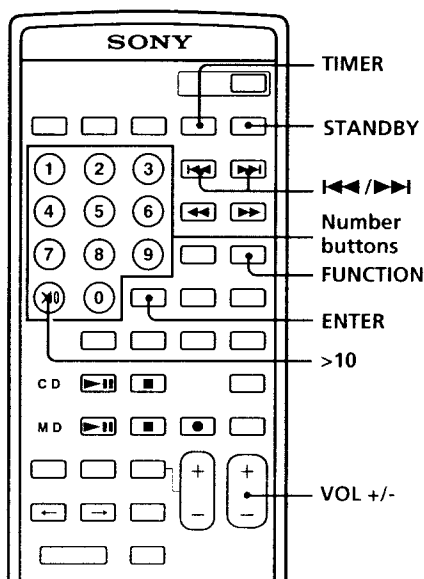 SONY
TIMER
STANDBY
1 2 3
⏮ ⏭
⏮/⏭
4 5 6
◀◀ ▶▶
Number
buttons
7 8 9
FUNCTION
>10 0
ENTER
>10
CD ▶⏸ ■
MD ▶⏸ ■ ●
+ +
← →
VOL +/-
− −